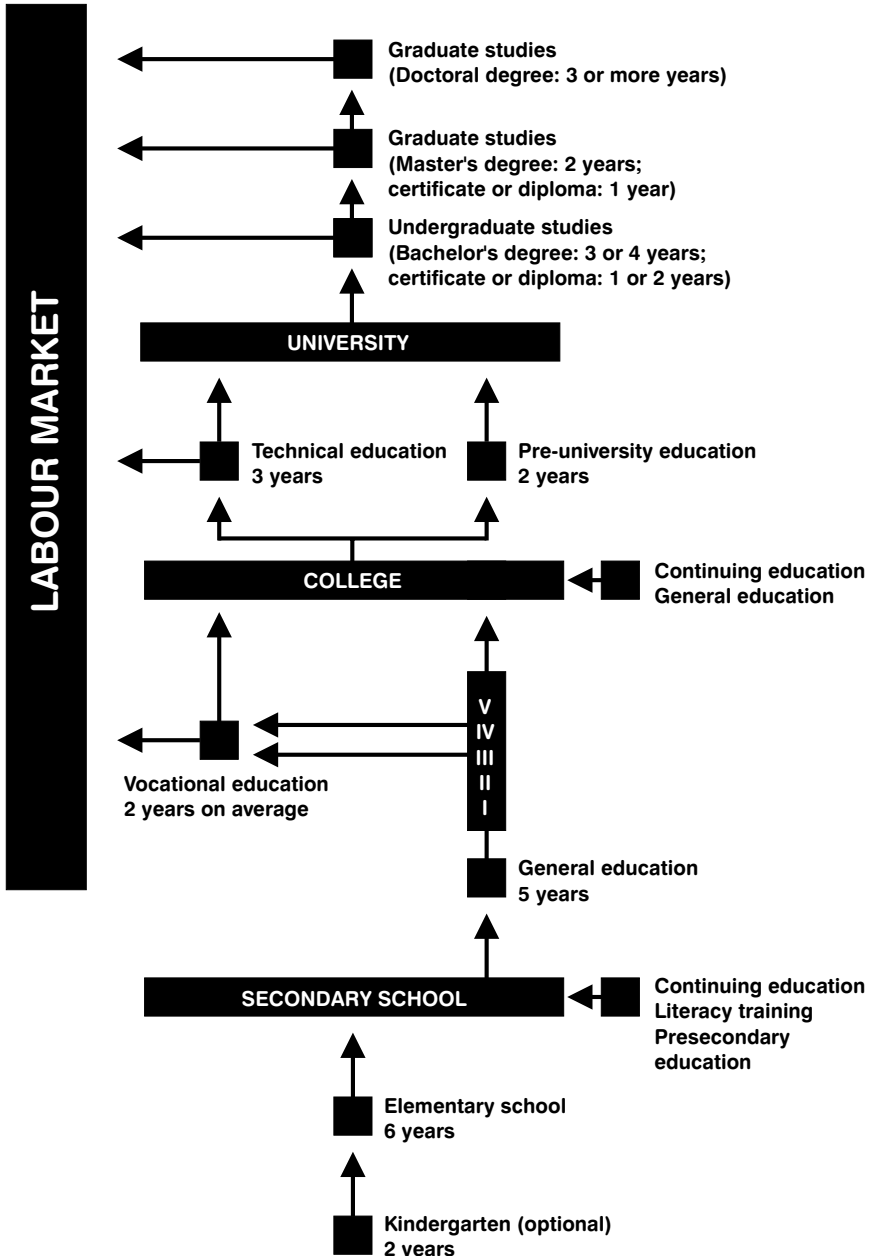 LABOUR MARKET
Graduate studies
(Doctoral degree: 3 or more years)
Graduate studies
(Master's degree: 2 years;
certificate or diploma: 1 year)
Undergraduate studies
(Bachelor's degree: 3 or 4 years;
certificate or diploma: 1 or 2 years)
UNIVERSITY
Technical education
3 years
Pre-university education
2 years
COLLEGE
Continuing education
General education
V
IV
III
II
I
Vocational education
2 years on average
General education
5 years
SECONDARY SCHOOL
Continuing education
Literacy training
Presecondary
education
Elementary school
6 years
Kindergarten (optional)
2 years